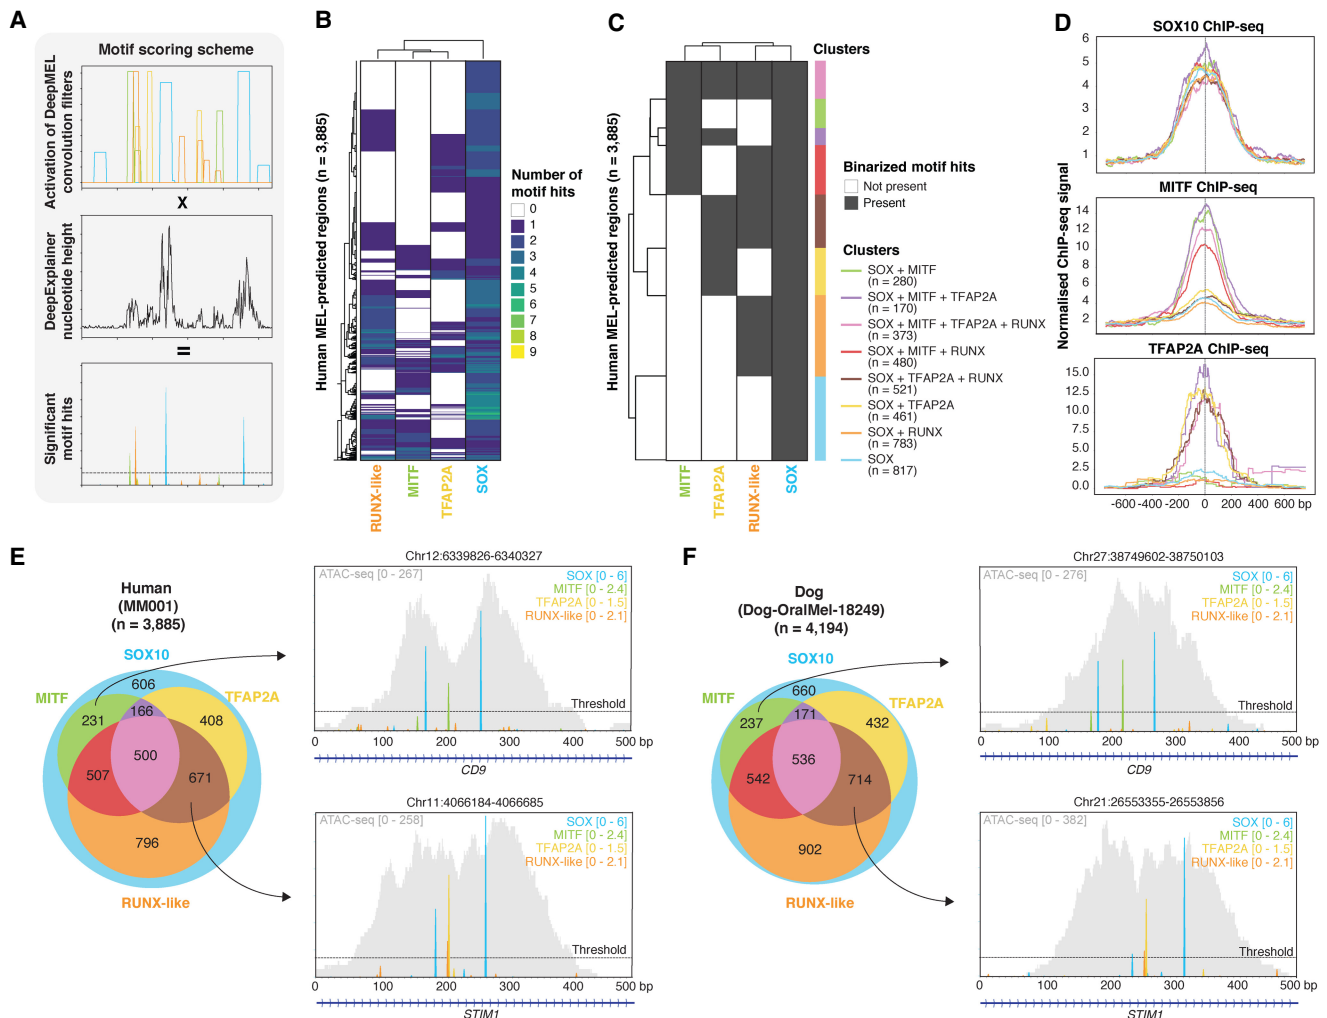 A
Motif scoring scheme
Activation of DeepMEL
convolution filters
X
DeepExplainer
nucleotide height
=
Significant
motif hits
B
Human MEL-predicted regions (n = 3,885)
Number of
motif hits
0
1
2
3
4
5
6
7
8
9
RUNX-like
MITF
TFAP2A
SOX
C
Human MEL-predicted regions (n = 3,885)
Clusters
Binarized motif hits
Not present
Present
Clusters
SOX + MITF
(n = 280)
SOX + MITF + TFAP2A
(n = 170)
SOX + MITF + TFAP2A + RUNX
(n = 373)
SOX + MITF + RUNX
(n = 480)
SOX + TFAP2A + RUNX
(n = 521)
SOX + TFAP2A
(n = 461)
SOX + RUNX
(n = 783)
SOX
(n = 817)
MITF
TFAP2A
RUNX-like
SOX
D
Normalised ChIP-seq signal
SOX10 ChIP-seq
6
5
4
3
2
1
MITF ChIP-seq
14
12
10
8
6
4
2
TFAP2A ChIP-seq
15.0
12.5
10.0
7.5
5.0
2.5
0.0
-600 -400 -200 0 200 400 600 bp
E
Human
(MM001)
(n = 3,885)
SOX10
MITF
TFAP2A
606
231
166
408
500
507
671
796
RUNX-like
Chr12:6339826-6340327
ATAC-seq [0 - 267]
SOX [0 - 6]
MITF [0 - 2.4]
TFAP2A [0 - 1.5]
RUNX-like [0 - 2.1]
Threshold
0 100 200 300 400 500 bp
CD9
Chr11:4066184-4066685
ATAC-seq [0 - 258]
SOX [0 - 6]
MITF [0 - 2.4]
TFAP2A [0 - 1.5]
RUNX-like [0 - 2.1]
Threshold
0 100 200 300 400 500 bp
STIM1
F
Dog
(Dog-OralMel-18249)
(n = 4,194)
SOX10
MITF
TFAP2A
660
237
171
432
536
542
714
902
RUNX-like
Chr27:38749602-38750103
ATAC-seq [0 - 276]
SOX [0 - 6]
MITF [0 - 2.4]
TFAP2A [0 - 1.5]
RUNX-like [0 - 2.1]
Threshold
0 100 200 300 400 500 bp
CD9
Chr21:26553355-26553856
ATAC-seq [0 - 382]
SOX [0 - 6]
MITF [0 - 2.4]
TFAP2A [0 - 1.5]
RUNX-like [0 - 2.1]
Threshold
0 100 200 300 400 500 bp
STIM1